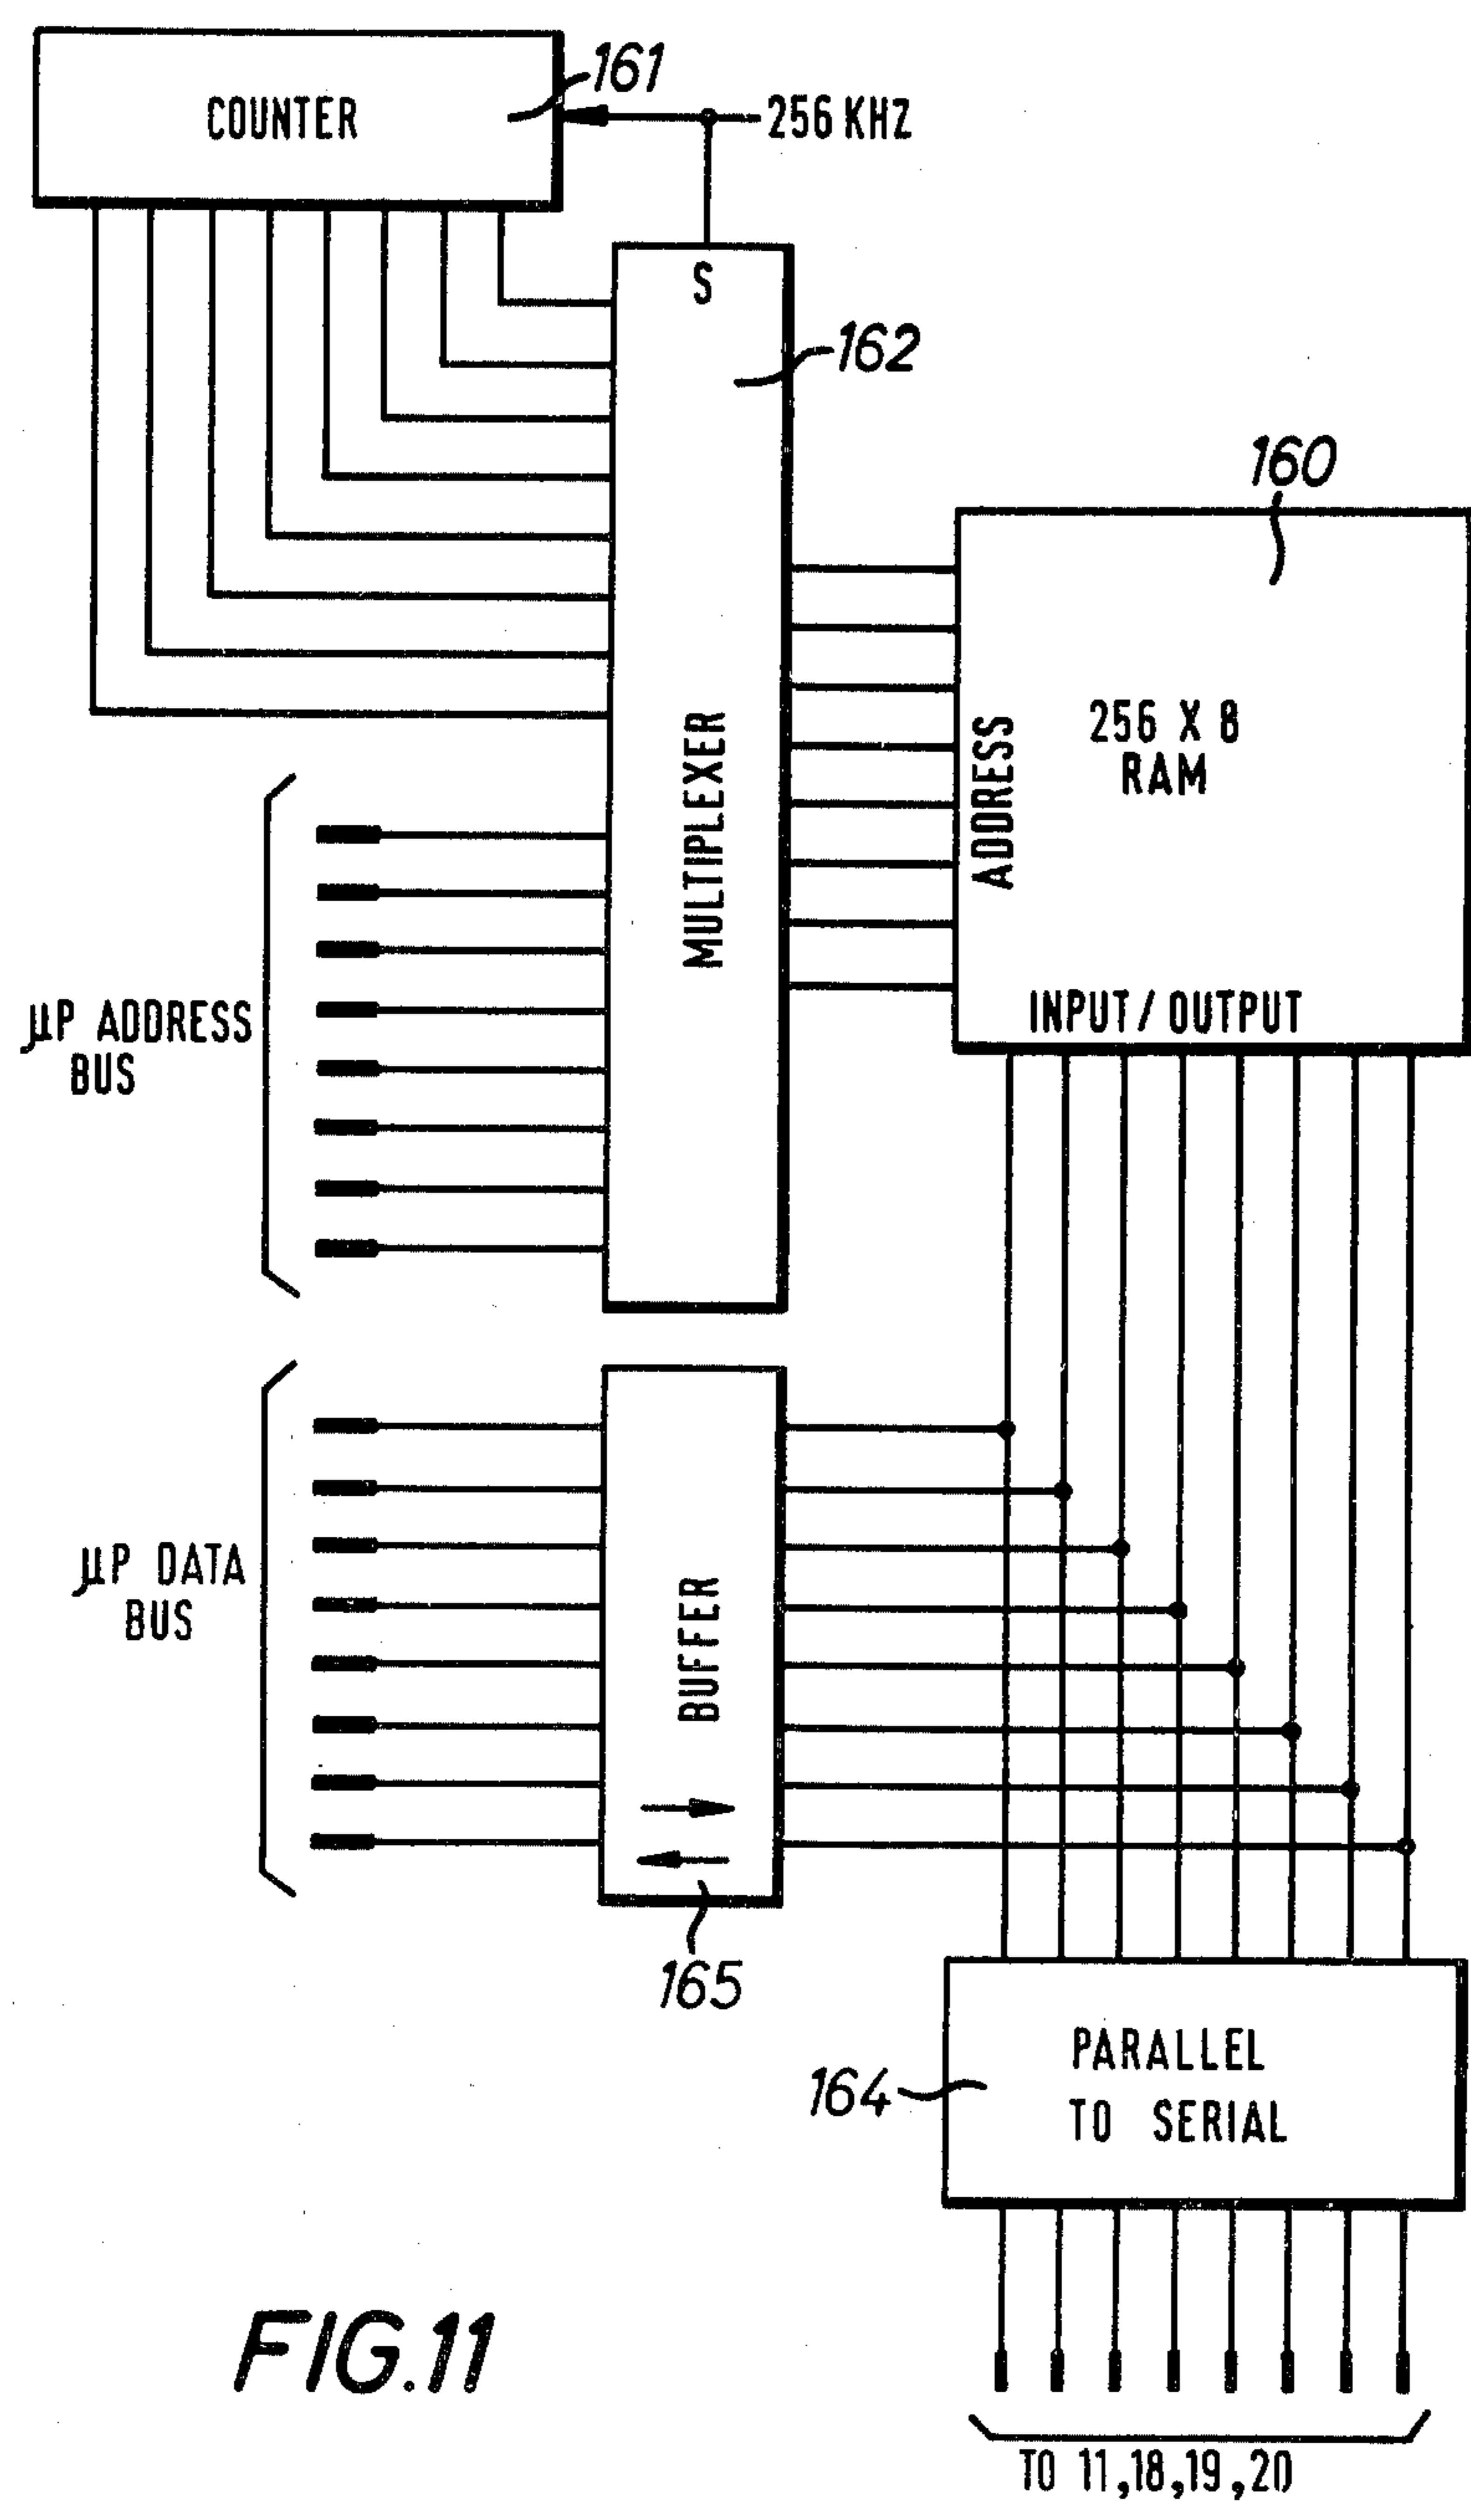 161
COUNTER
256 KHZ
S
162
160
256 X 8
RAM
MULTIPLEXER
ADDRESS
INPUT / OUTPUT
µP ADDRESS
BUS
µP DATA
BUS
BUFFER
165
164
PARALLEL
TO SERIAL
FIG.11
TO 11,18,19,20